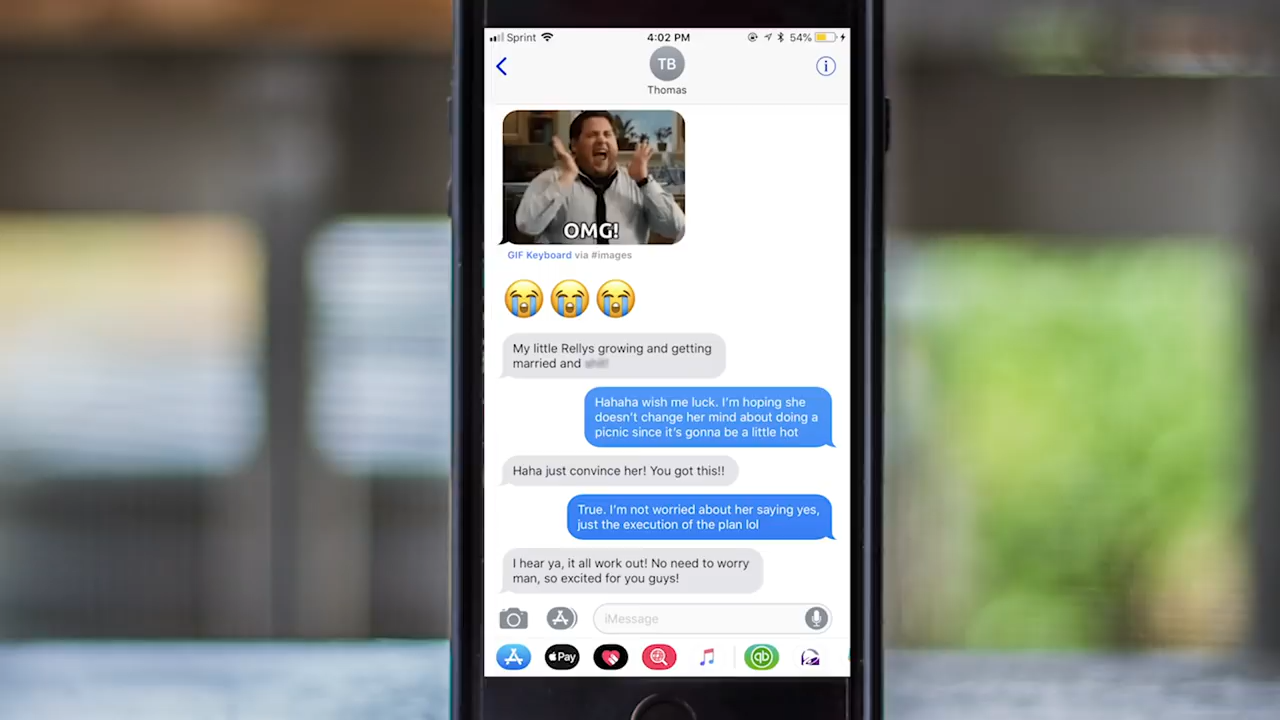 Sprint 4:02 PM 54%
TB
Thomas
OMG!
GIF Keyboard via #images
My little Rellys growing and getting
married and
Hahaha wish me luck. I'm hoping she
doesn't change her mind about doing a
picnic since it's gonna be a little hot
Haha just convince her! You got this!!
True. I'm not worried about her saying yes,
just the execution of the plan lol
I hear ya, it all work out! No need to worry
man, so excited for you guys!
iMessage
Pay
qb